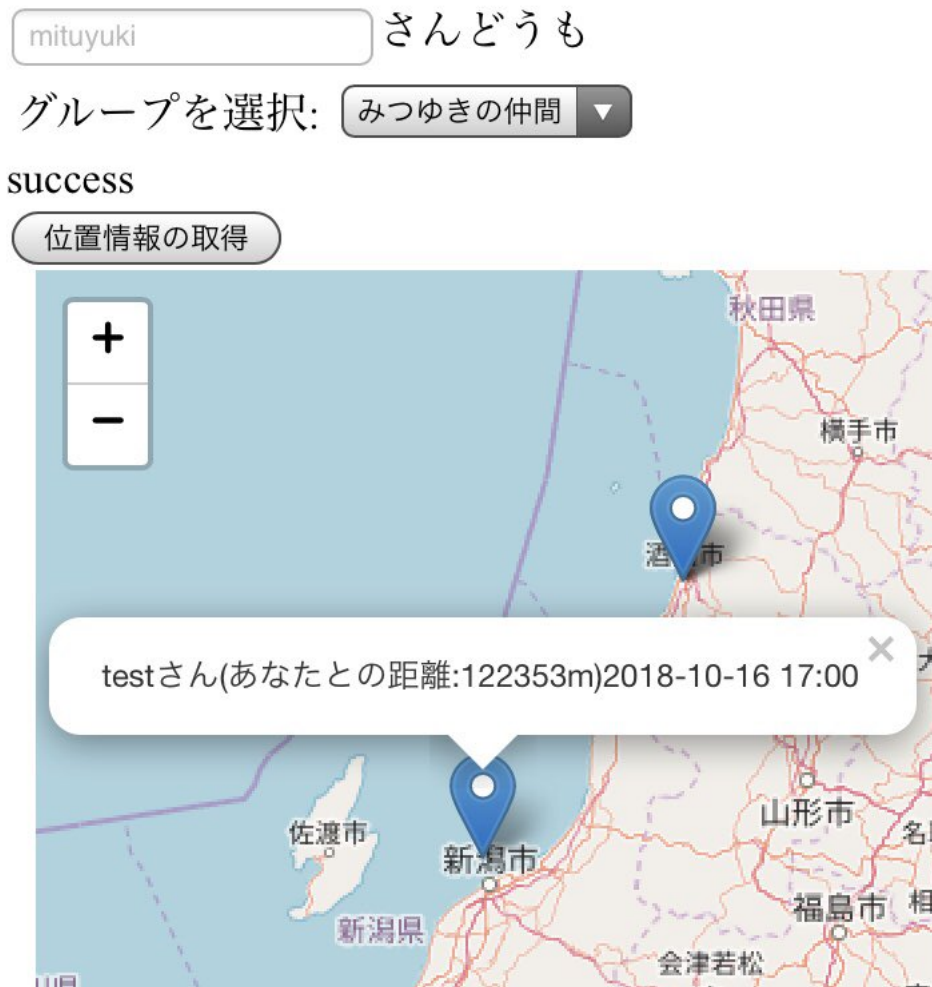 mituyuki さんどうも
グループを選択: みつゆきの仲間
success
位置情報の取得
+
秋田県
−
横手市
testさん(あなたとの距離:122353m)2018-10-16 17:00 ×
山形市
佐渡市
新潟市
福島市
相
新潟県
会津若松